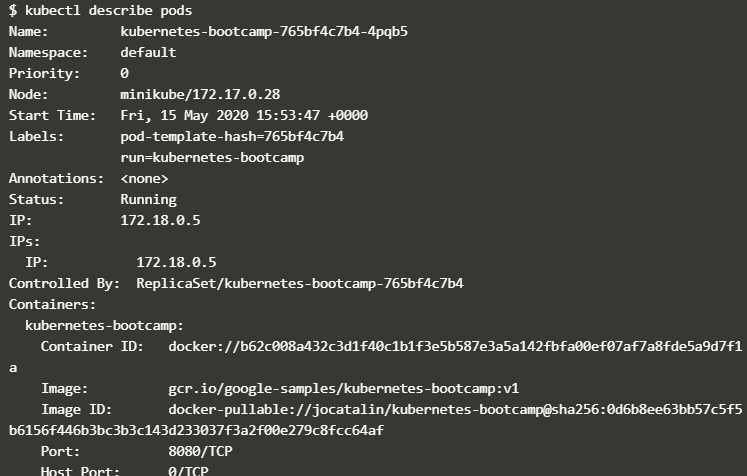 $ kubectl describe pods
Name:         kubernetes-bootcamp-765bf4c7b4-4pqb5
Namespace:    default
Priority:     0
Node:         minikube/172.17.0.28
Start Time:   Fri, 15 May 2020 15:53:47 +0000
Labels:       pod-template-hash=765bf4c7b4
              run=kubernetes-bootcamp
Annotations:  <none>
Status:       Running
IP:           172.18.0.5
IPs:
  IP:           172.18.0.5
Controlled By:  ReplicaSet/kubernetes-bootcamp-765bf4c7b4
Containers:
  kubernetes-bootcamp:
    Container ID:   docker://b62c008a432c3d1f40c1b1f3e5b587e3a5a142fbfa00ef07af7a8fde5a9d7f1
a
    Image:          gcr.io/google-samples/kubernetes-bootcamp:v1
    Image ID:       docker-pullable://jocatalin/kubernetes-bootcamp@sha256:0d6b8ee63bb57c5f5
b6156f446b3bc3b3c143d233037f3a2f00e279c8fcc64af
    Port:           8080/TCP
    Host Port:      0/TCP